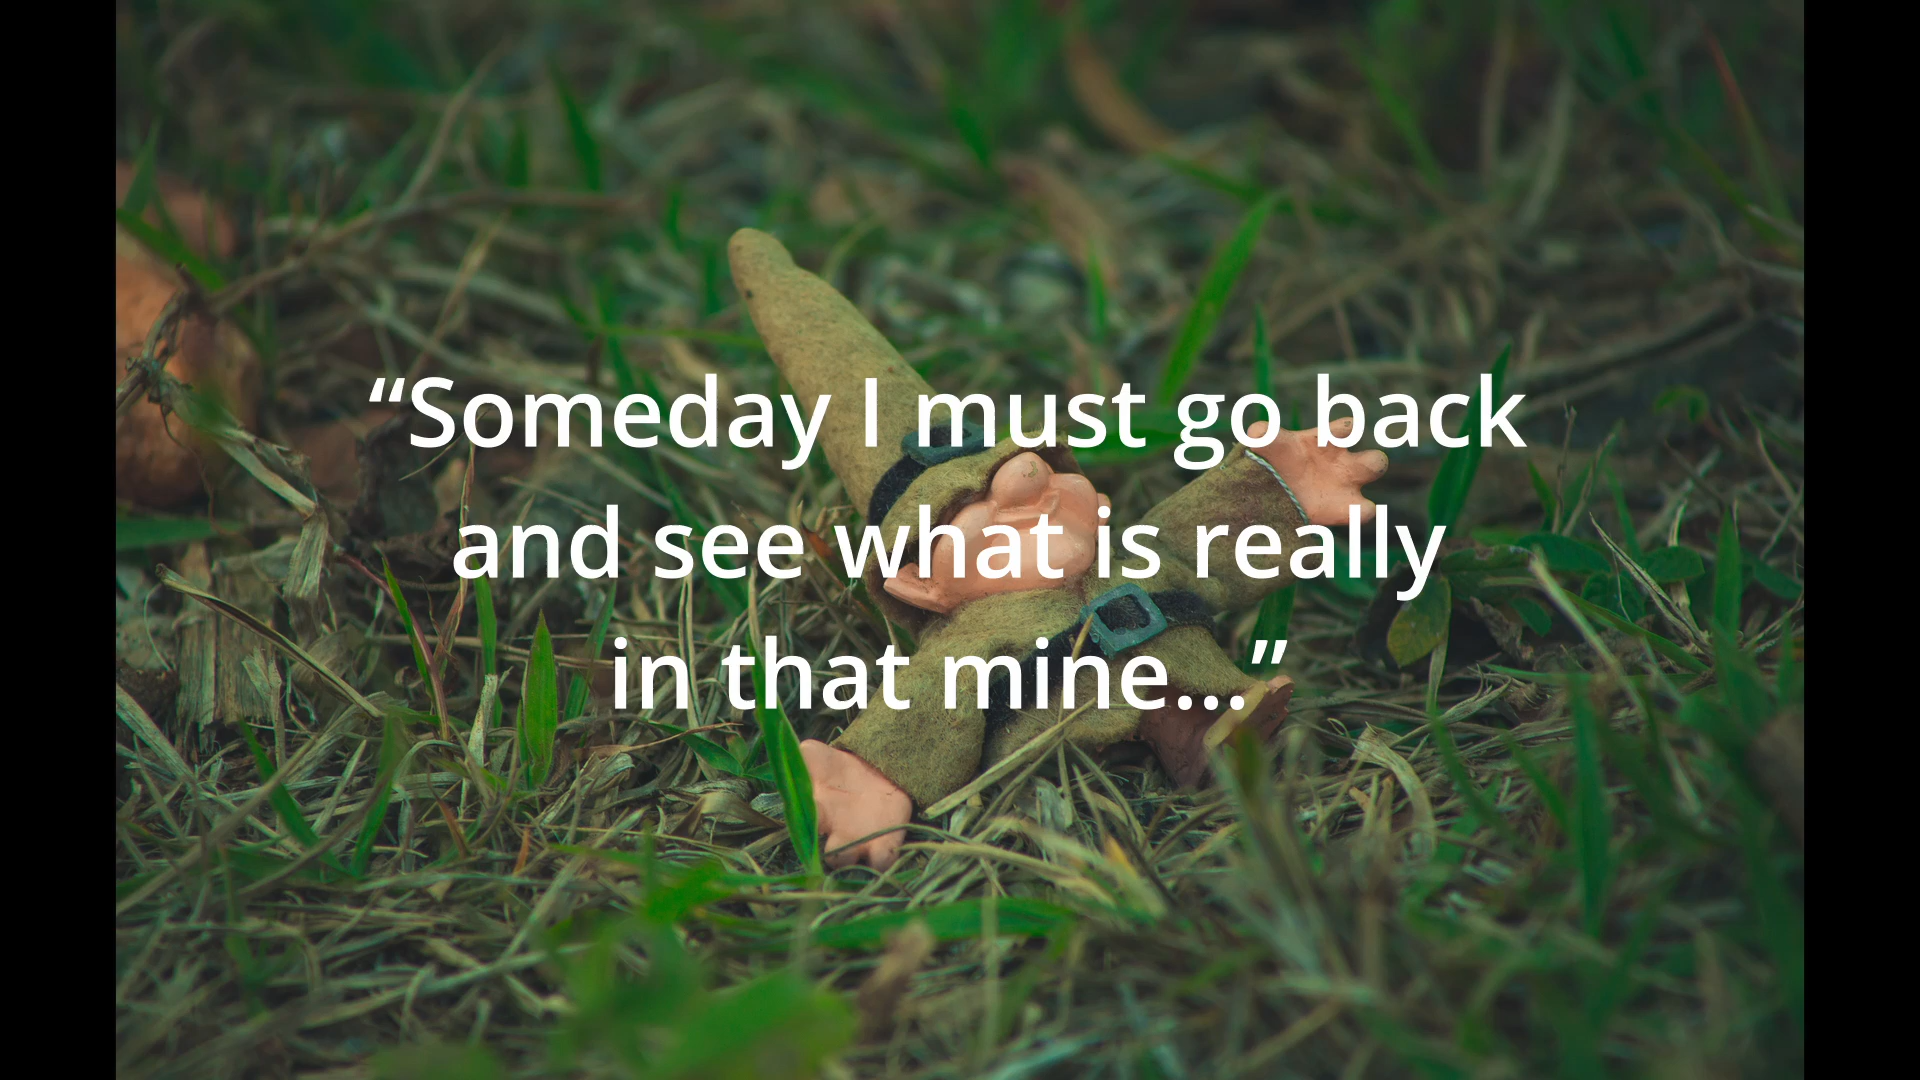 “Someday I must go back
and see what is really
in that mine...”